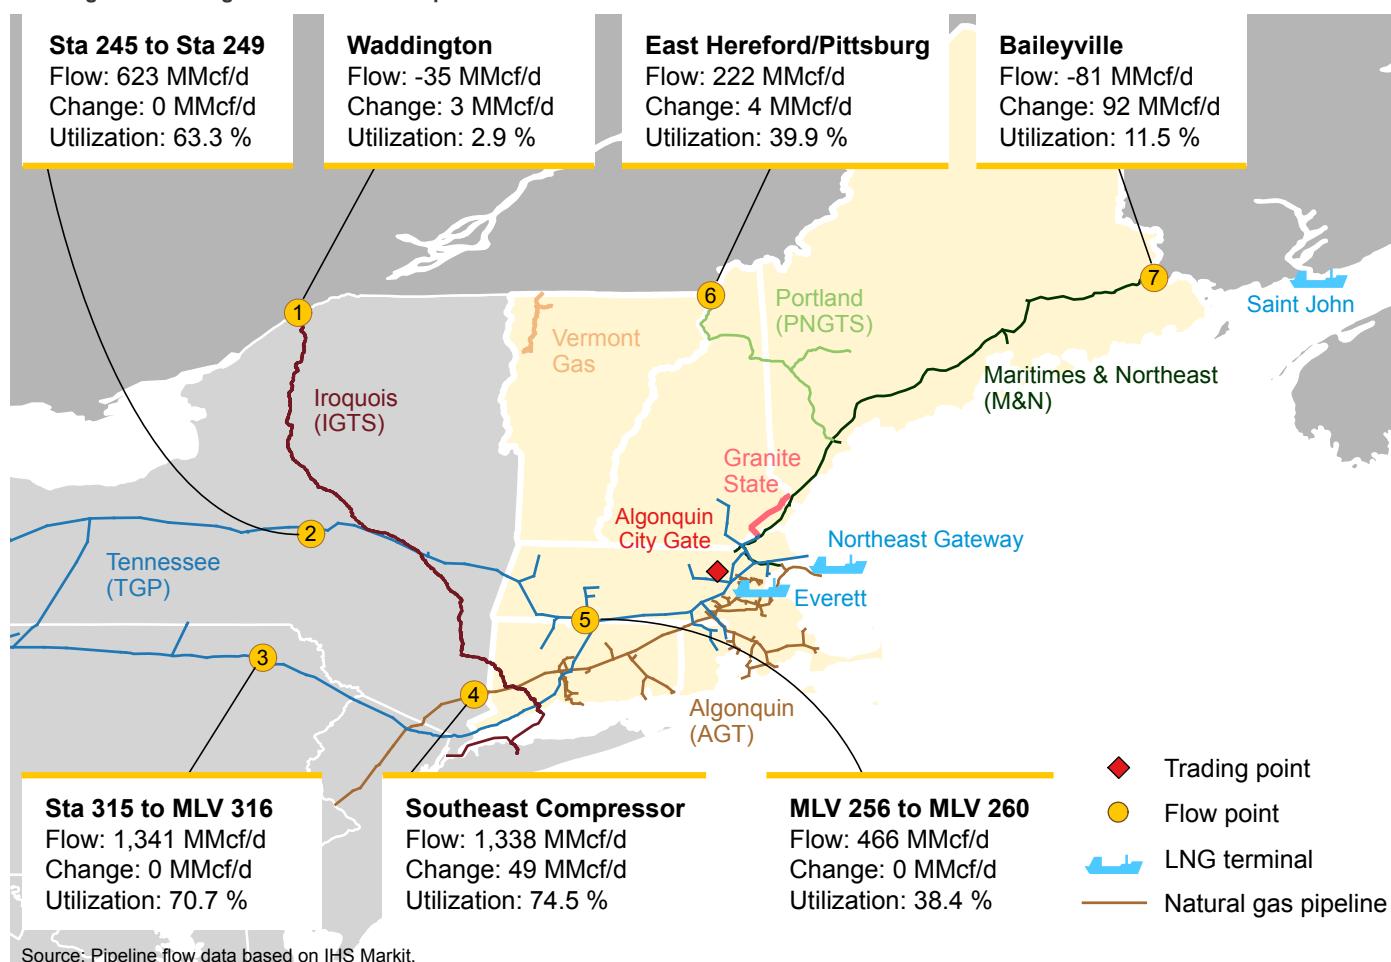 Sta 245 to Sta 249
Flow: 623 MMcf/d
Change: 0 MMcf/d
Utilization: 63.3 %
Waddington
Flow: -35 MMcf/d
Change: 3 MMcf/d
Utilization: 2.9 %
East Hereford/Pittsburg
Flow: 222 MMcf/d
Change: 4 MMcf/d
Utilization: 39.9 %
Baileyville
Flow: -81 MMcf/d
Change: 92 MMcf/d
Utilization: 11.5 %
1
6
7
Saint John
Portland
(PNGTS)
Vermont
Gas
Maritimes & Northeast
(M&N)
Iroquois
(IGTS)
Granite
State
Algonquin
City Gate
2
Northeast Gateway
Tennessee
(TGP)
Everett
5
3
4
Algonquin
(AGT)
Sta 315 to MLV 316
Flow: 1,341 MMcf/d
Change: 0 MMcf/d
Utilization: 70.7 %
Southeast Compressor
Flow: 1,338 MMcf/d
Change: 49 MMcf/d
Utilization: 74.5 %
MLV 256 to MLV 260
Flow: 466 MMcf/d
Change: 0 MMcf/d
Utilization: 38.4 %
Trading point
Flow point
LNG terminal
Natural gas pipeline
Source: Pipeline flow data based on IHS Markit.